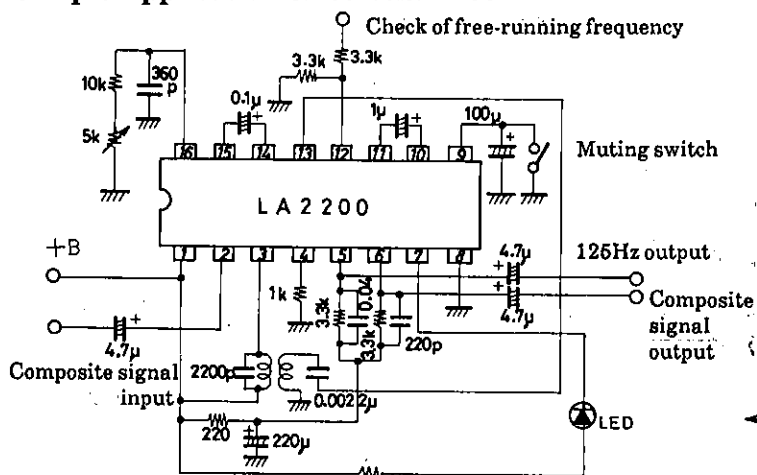 Check of free-running frequency
3.3k
3.3k
10k
360
p
0.1μ
+
1μ
+
100μ
+
5k
Muting switch
16 15 14 13 12 11 10 9
LA2200
1 2 3 4 5 6 7 8
+B
4.7μ
+
125Hz output
+
4.7μ
Composite
signal
output
1k
3.3k
0.04
3.3k
220p
+
4.7μ
Composite signal
input
2200p
0.0022μ
220
+
220μ
LED